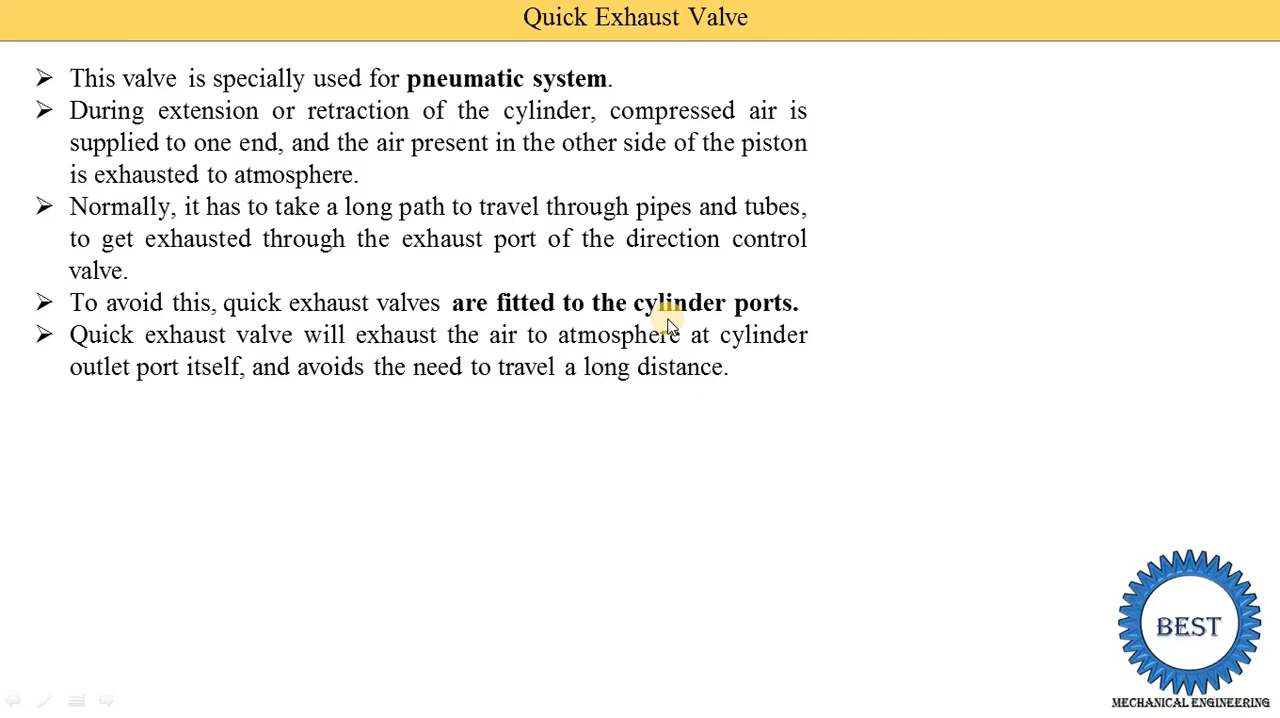 Quick Exhaust Valve
➢ This valve is specially used for pneumatic system.
➢ During extension or retraction of the cylinder, compressed air is
supplied to one end, and the air present in the other side of the piston
is exhausted to atmosphere.
➢ Normally, it has to take a long path to travel through pipes and tubes,
to get exhausted through the exhaust port of the direction control
valve.
➢ To avoid this, quick exhaust valves are fitted to the cylinder ports.
➢ Quick exhaust valve will exhaust the air to atmosphere at cylinder
outlet port itself, and avoids the need to travel a long distance.
BEST
MECHANICAL ENGINEERING